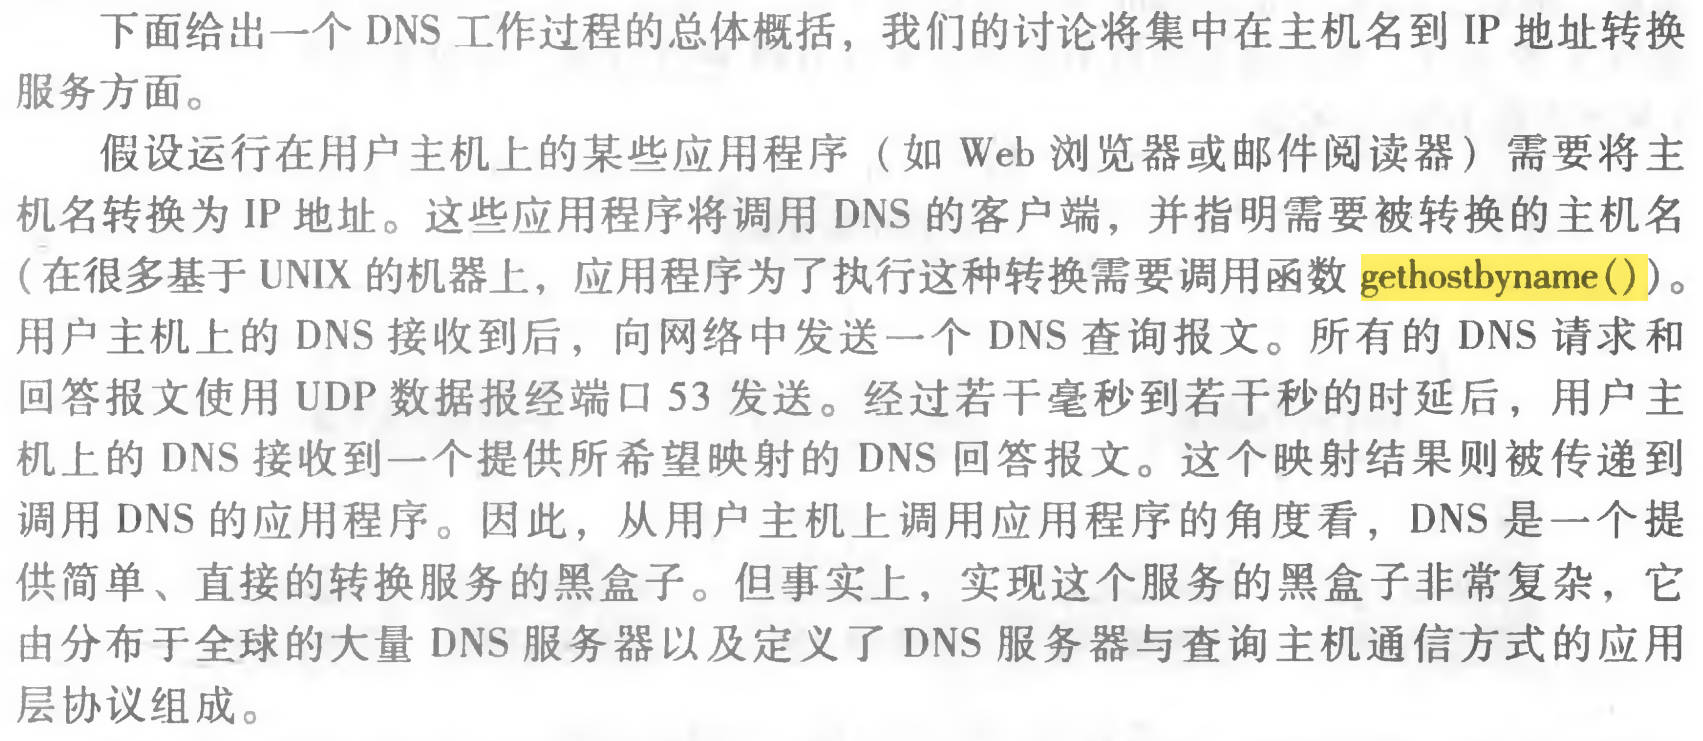 下面给出一个 DNS 工作过程的总体概括，我们的讨论将集中在主机名到 IP 地址转换
服务方面。
假设运行在用户主机上的某些应用程序（如 Web 浏览器或邮件阅读器）需要将主
机名转换为 IP 地址。这些应用程序将调用 DNS 的客户端，并指明需要被转换的主机名
（在很多基于 UNIX 的机器上，应用程序为了执行这种转换需要调用函数 gethostbyname()）。
用户主机上的 DNS 接收到后，向网络中发送一个 DNS 查询报文。所有的 DNS 请求和
回答报文使用 UDP 数据报经端口 53 发送。经过若干毫秒到若干秒的时延后，用户主
机上的 DNS 接收到一个提供所希望映射的 DNS 回答报文。这个映射结果则被传递到
调用 DNS 的应用程序。因此，从用户主机上调用应用程序的角度看，DNS 是一个提
供简单、直接的转换服务的黑盒子。但事实上，实现这个服务的黑盒子非常复杂，它
由分布于全球的大量 DNS 服务器以及定义了 DNS 服务器与查询主机通信方式的应用
层协议组成。